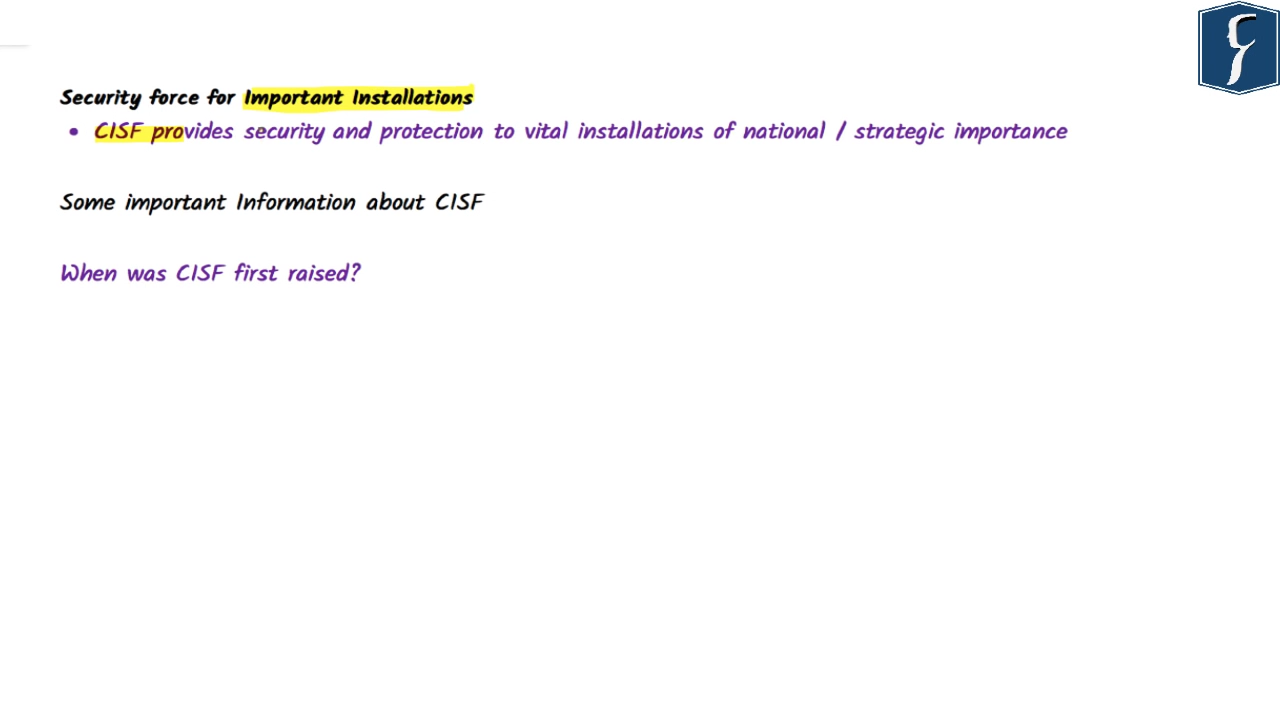 Security force for Important Installations
• CISF provides security and protection to vital installations of national / strategic importance
Some important Information about CISF
When was CISF first raised?